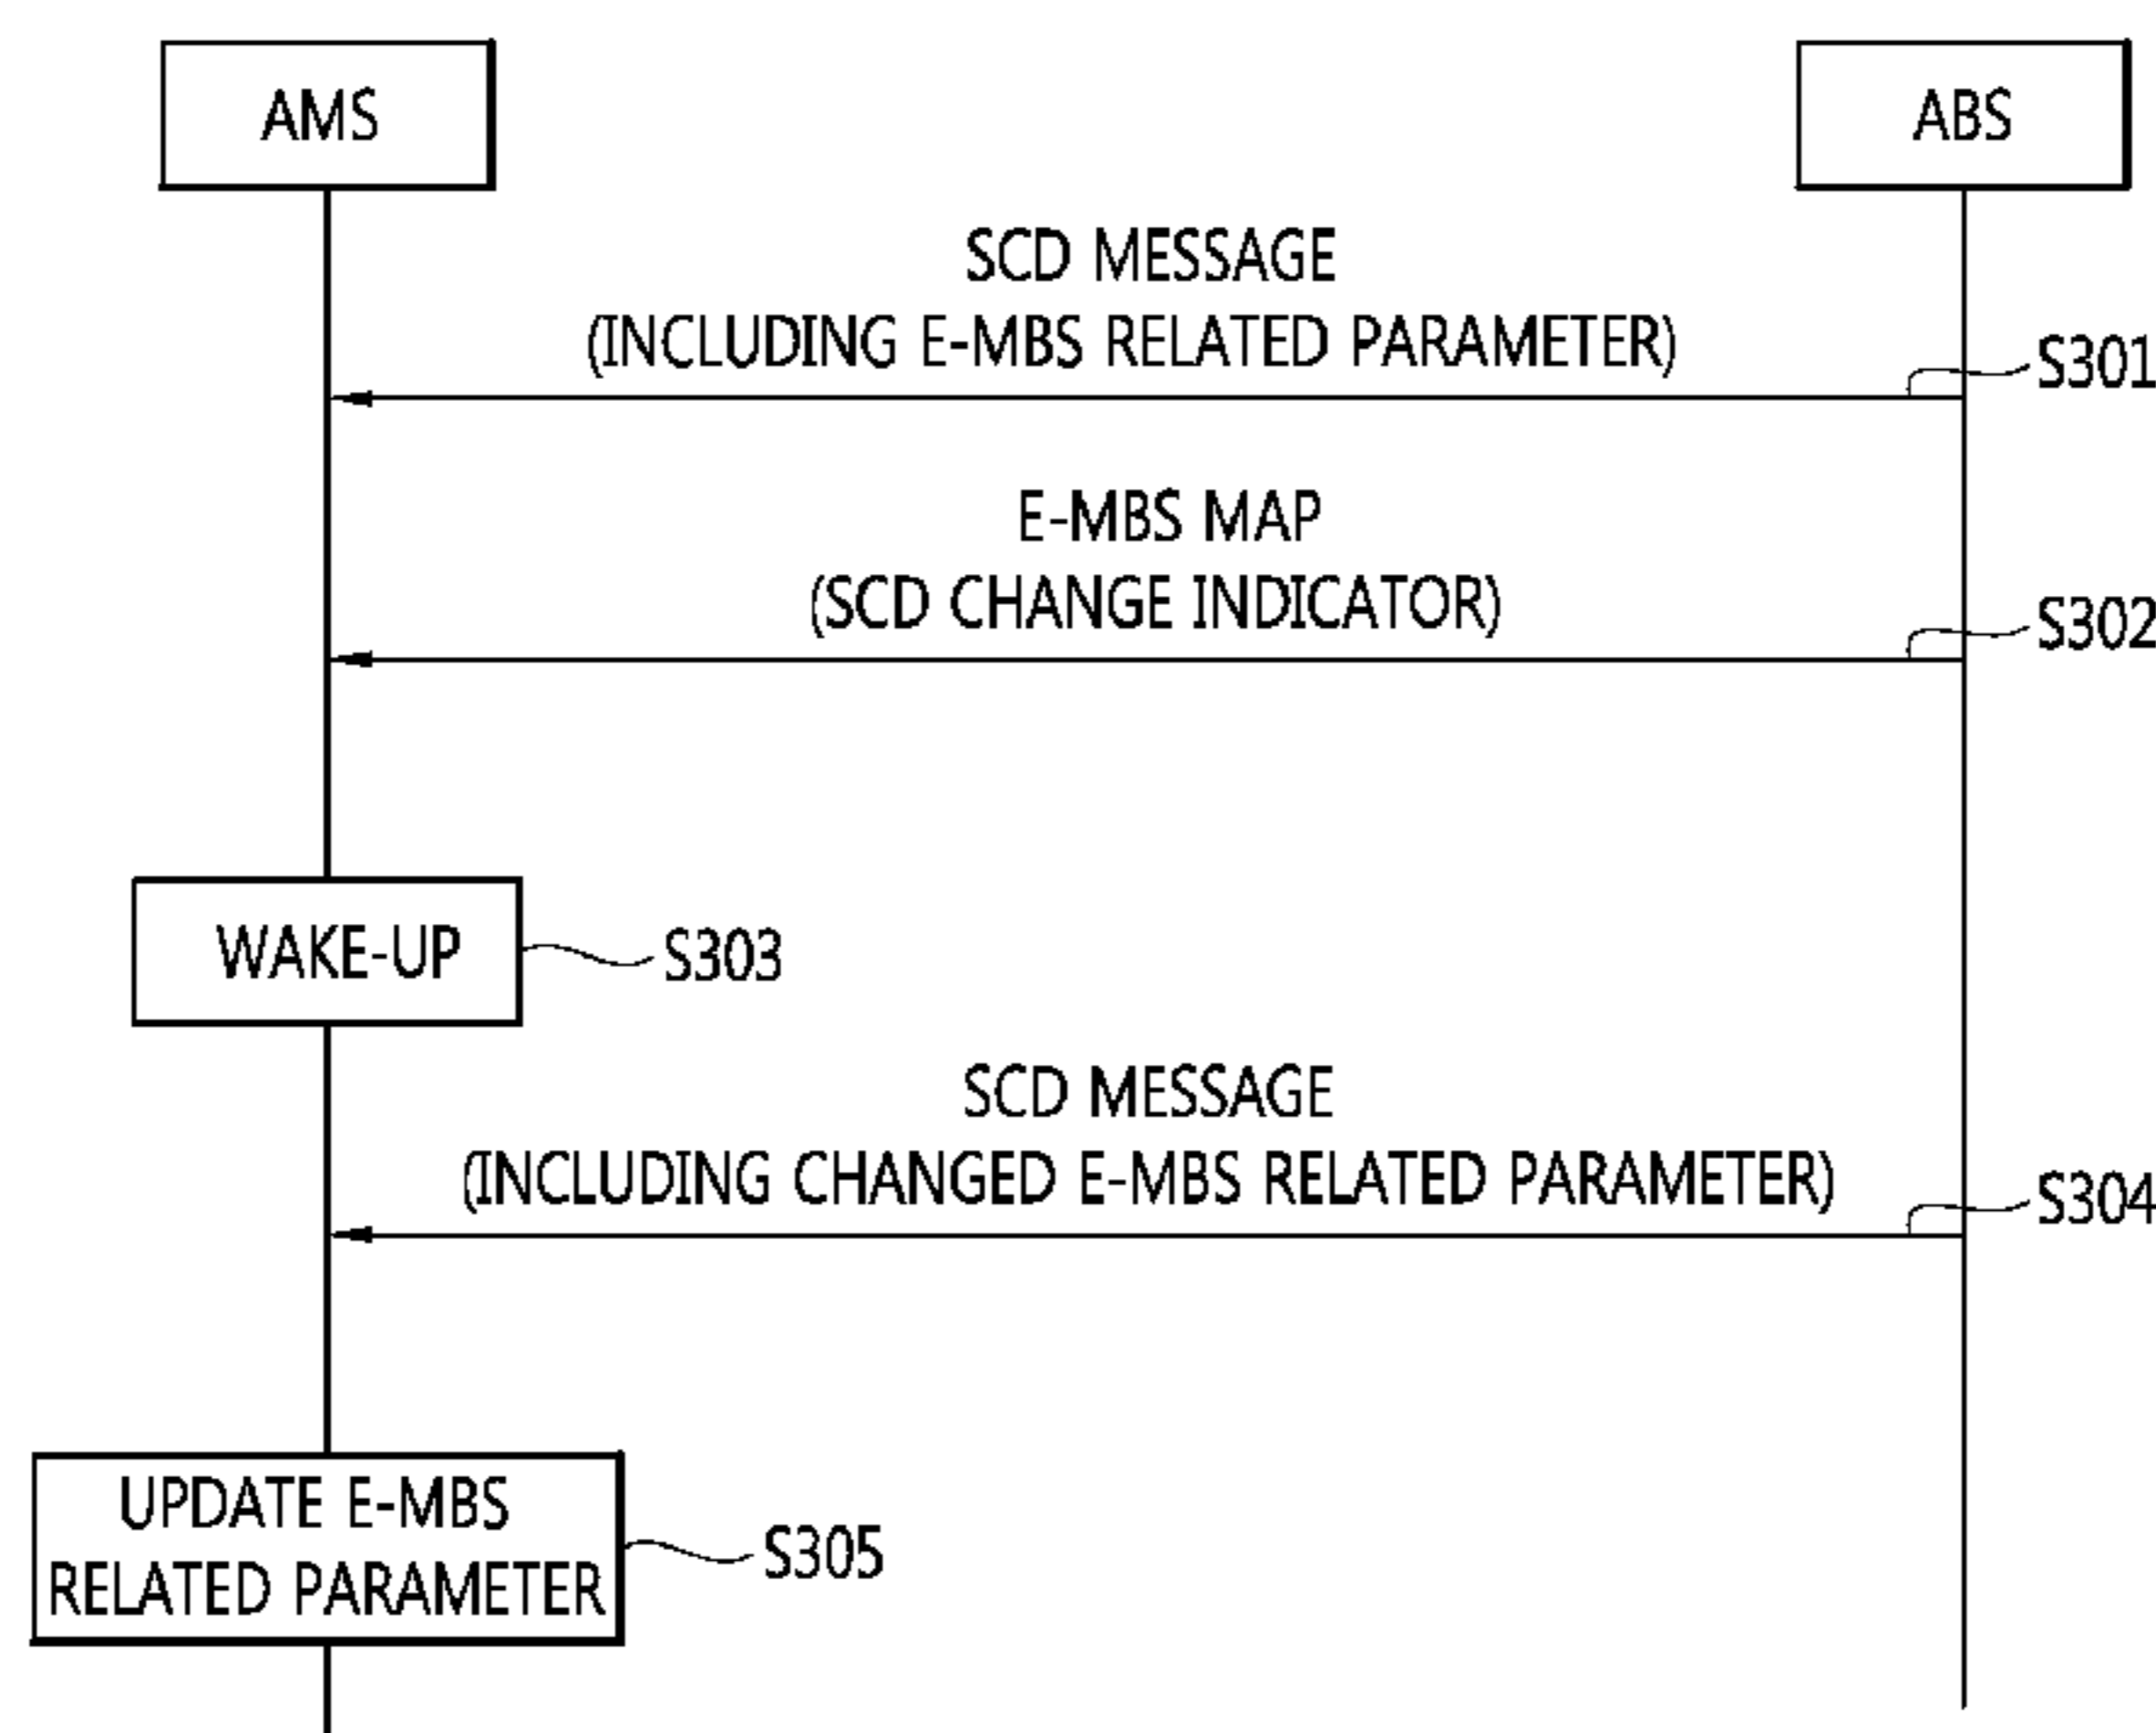 AMS
ABS
SCD MESSAGE
(INCLUDING E-MBS RELATED PARAMETER)
S301
E-MBS MAP
(SCD CHANGE INDICATOR)
S302
WAKE-UP
S303
SCD MESSAGE
(INCLUDING CHANGED E-MBS RELATED PARAMETER)
S304
UPDATE E-MBS
RELATED PARAMETER
S305